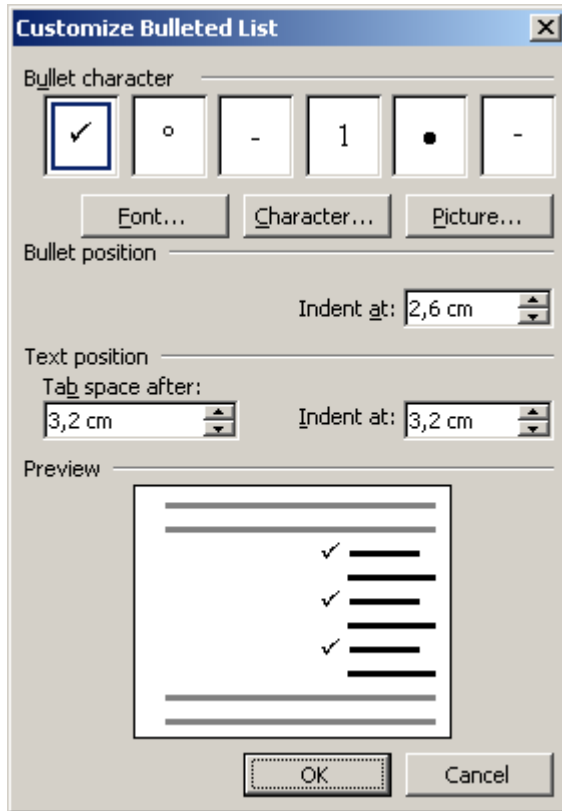 Customize Bulleted List
Bullet character
✓ ° - 1 ● -
Font... Character... Picture...
Bullet position
Indent at: 2,6 cm
Text position
Tab space after:
3,2 cm Indent at: 3,2 cm
Preview
✓
✓
✓
OK Cancel